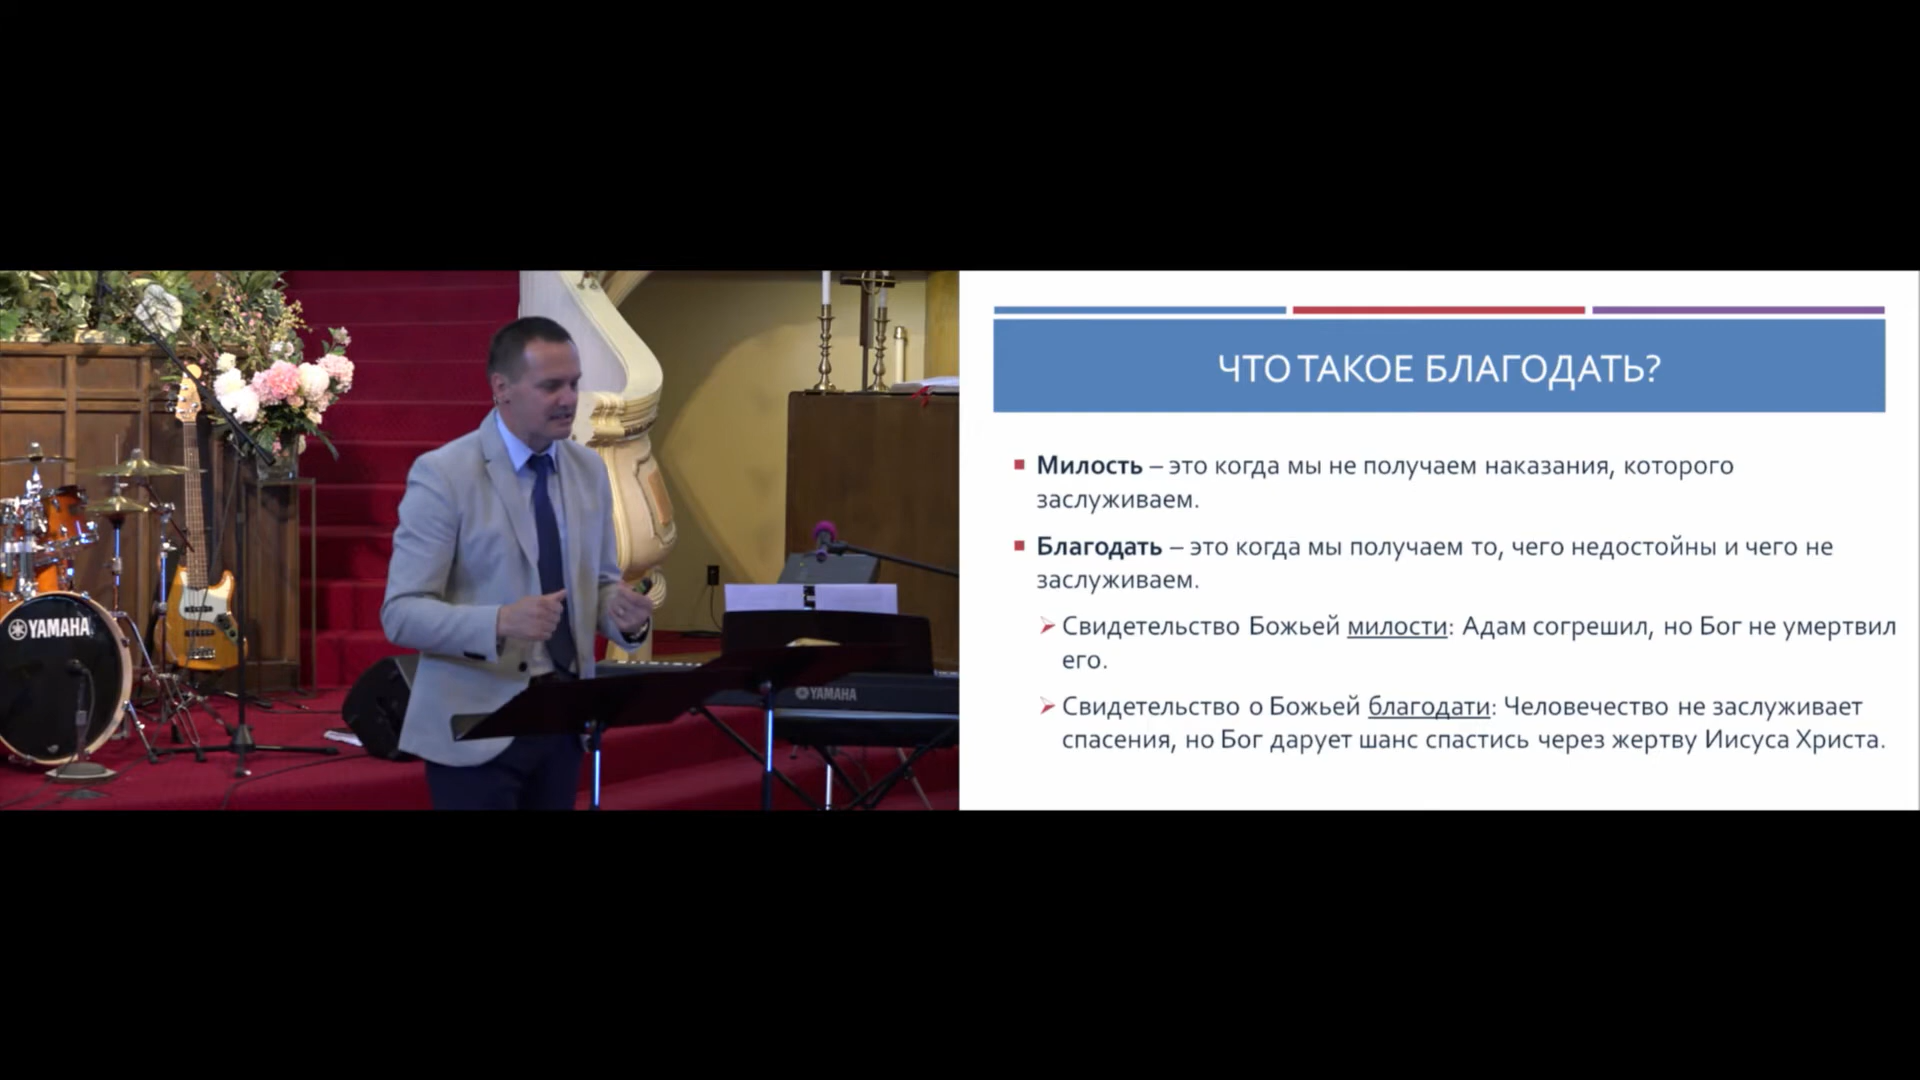 YAMAHA
YAMAHA
ЧТО ТАКОЕ БЛАГОДАТЬ?
Милость – это когда мы не получаем наказания, которого
заслуживаем.
Благодать – это когда мы получаем то, чего недостойны и чего не
заслуживаем.
Свидетельство Божьей милости: Адам согрешил, но Бог не умертвил
его.
Свидетельство о Божьей благодати: Человечество не заслуживает
спасения, но Бог дарует шанс спастись через жертву Иисуса Христа.